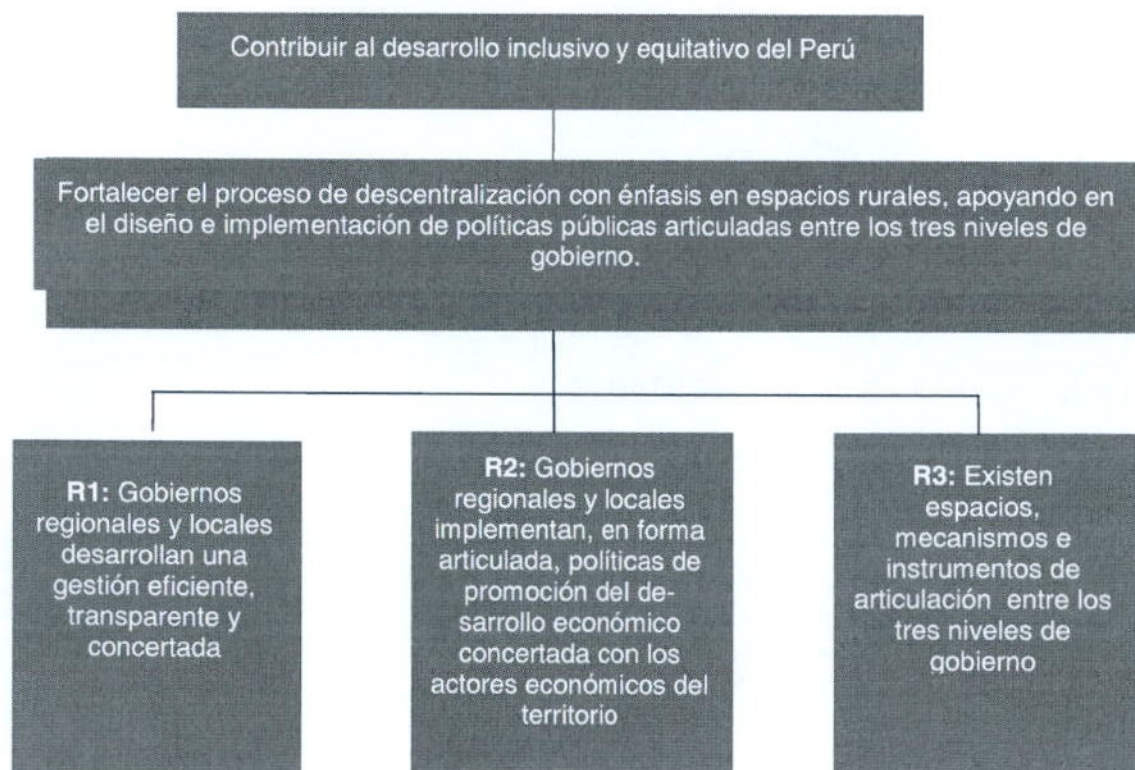 Contribuir al desarrollo inclusivo y equitativo del Perú
Fortalecer el proceso de descentralización con énfasis en espacios rurales, apoyando en
el diseño e implementación de políticas públicas articuladas entre los tres niveles de
gobierno.
R1: Gobiernos
regionales y locales
desarrollan una
gestión eficiente,
transparente y
concertada
R2: Gobiernos
regionales y locales
implementan, en forma
articulada, políticas de
promoción del de-
sarrollo económico
concertada con los
actores económicos del
territorio
R3: Existen
espacios,
mecanismos e
instrumentos de
articulación entre los
tres niveles de
gobierno